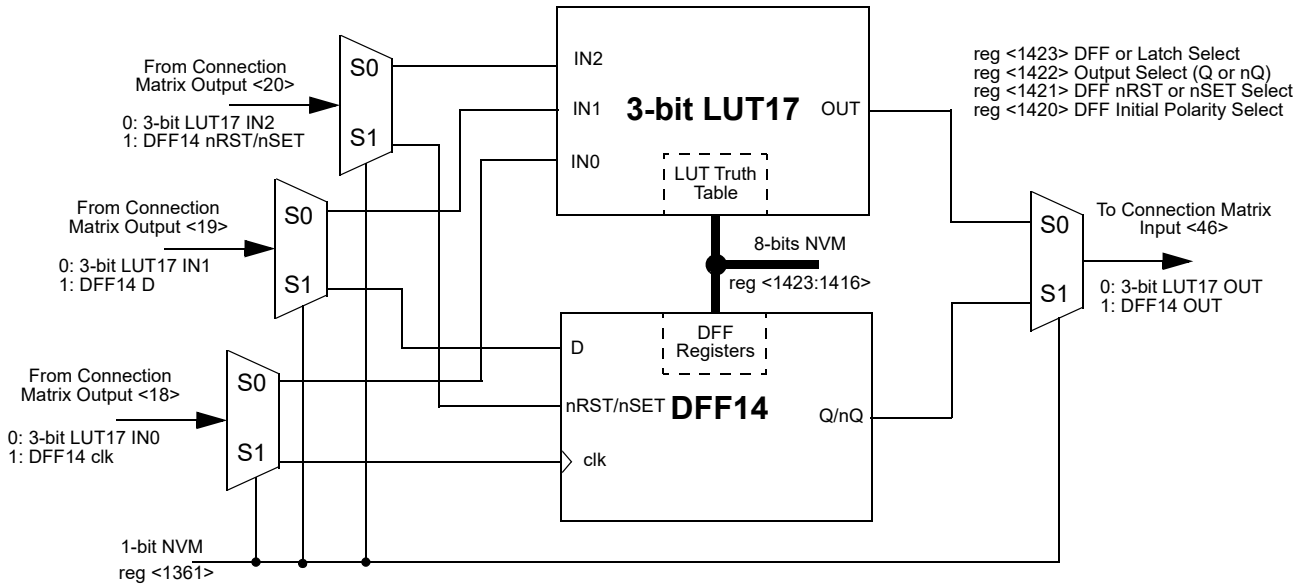 From Connection
Matrix Output <20>
0: 3-bit LUT17 IN2
1: DFF14 nRST/nSET
S0
S1
From Connection
Matrix Output <19>
0: 3-bit LUT17 IN1
1: DFF14 D
S0
S1
From Connection
Matrix Output <18>
0: 3-bit LUT17 IN0
1: DFF14 clk
S0
S1
1-bit NVM
reg <1361>
IN2
IN1
IN0
3-bit LUT17
OUT
LUT Truth
Table
8-bits NVM
reg <1423:1416>
DFF
Registers
D
nRST/nSET
DFF14
clk
Q/nQ
reg <1423> DFF or Latch Select
reg <1422> Output Select (Q or nQ)
reg <1421> DFF nRST or nSET Select
reg <1420> DFF Initial Polarity Select
S0
S1
To Connection Matrix
Input <46>
0: 3-bit LUT17 OUT
1: DFF14 OUT